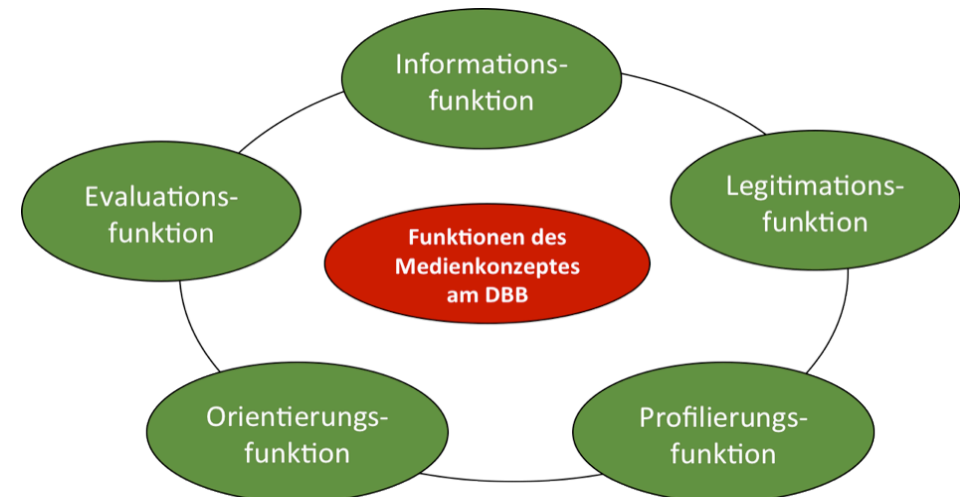 Informations-
funktion
Legitimations-
funktion
Profilierungs-
funktion
Orientierungs-
funktion
Evaluations-
funktion
Funktionen des
Medienkonzeptes
am DBB